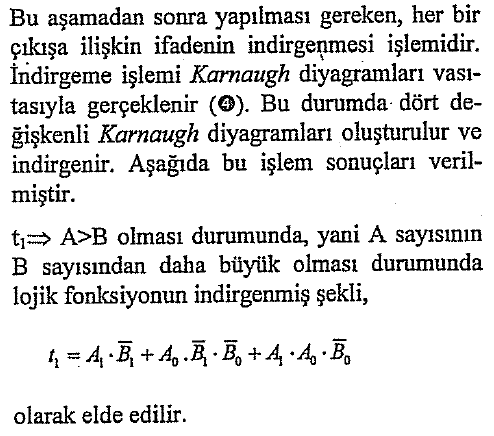 Bu aşamadan sonra yapılması gereken, her bir
çıkışa ilişkin ifadenin indirgenmesi işlemidir.
İndirgeme işlemi Karnaugh diyagramları vası-
tasıyla gerçeklenir (❹). Bu durumda dört de-
ğişkenli Karnaugh diyagramları oluşturulur ve
indirgenir. Aşağıda bu işlem sonuçları veril-
miştir.
t₁⇒ A>B olması durumunda, yani A sayısının
B sayısından daha büyük olması durumunda
lojik fonksiyonun indirgenmiş şekli,
t₁ = A₁·B̅₁ + A₀.B̅₁·B̅₀ + A₁·A₀·B̅₀
olarak elde edilir.